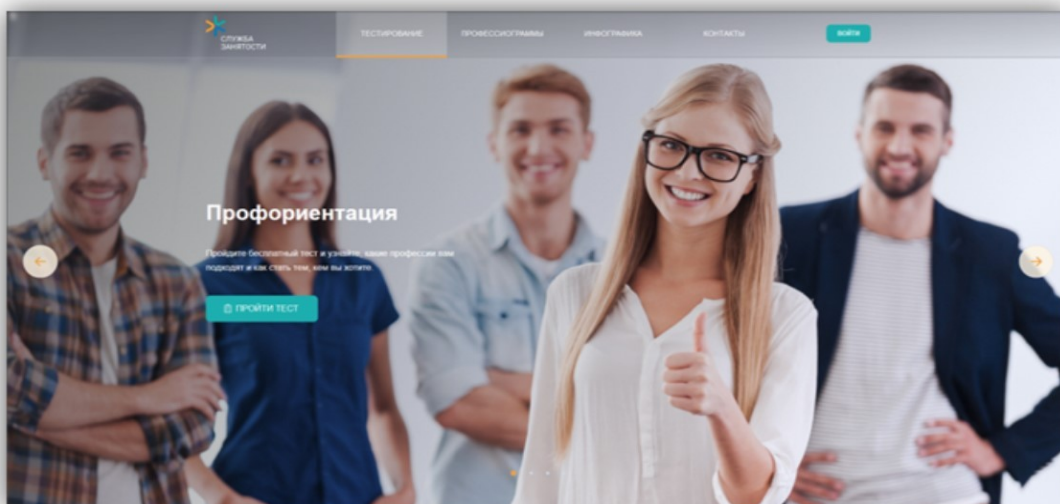 СЛУЖБА
ЗАНЯТОСТИ
ТЕСТИРОВАНИЕ
ПРОФЕССИОГРАММЫ
ИНФОГРАФИКА
КОНТАКТЫ
ВОЙТИ
Профориентация
Пройдите бесплатный тест и узнайте, какие профессии вам
подходят и как стать тем, кем вы хотите.
ПРОЙТИ ТЕСТ